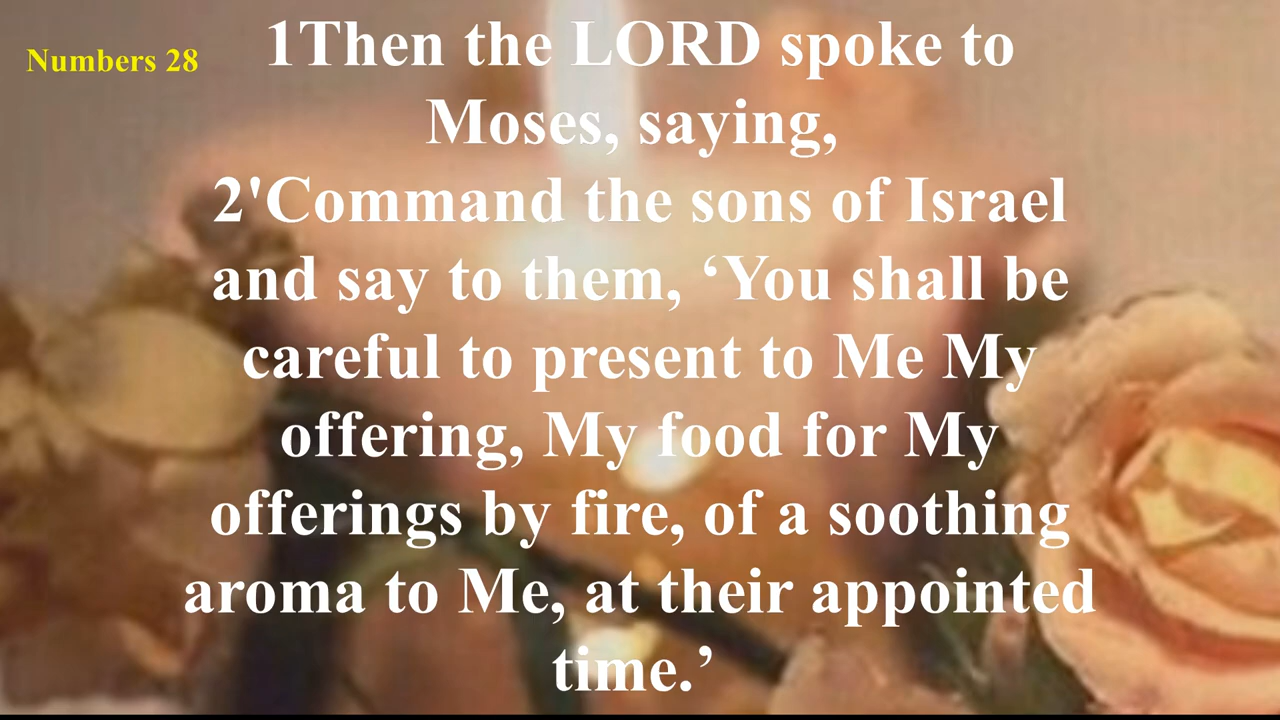 Numbers 28
1Then the LORD spoke to
Moses, saying,
2'Command the sons of Israel
and say to them, ‘You shall be
careful to present to Me My
offering, My food for My
offerings by fire, of a soothing
aroma to Me, at their appointed
time.’